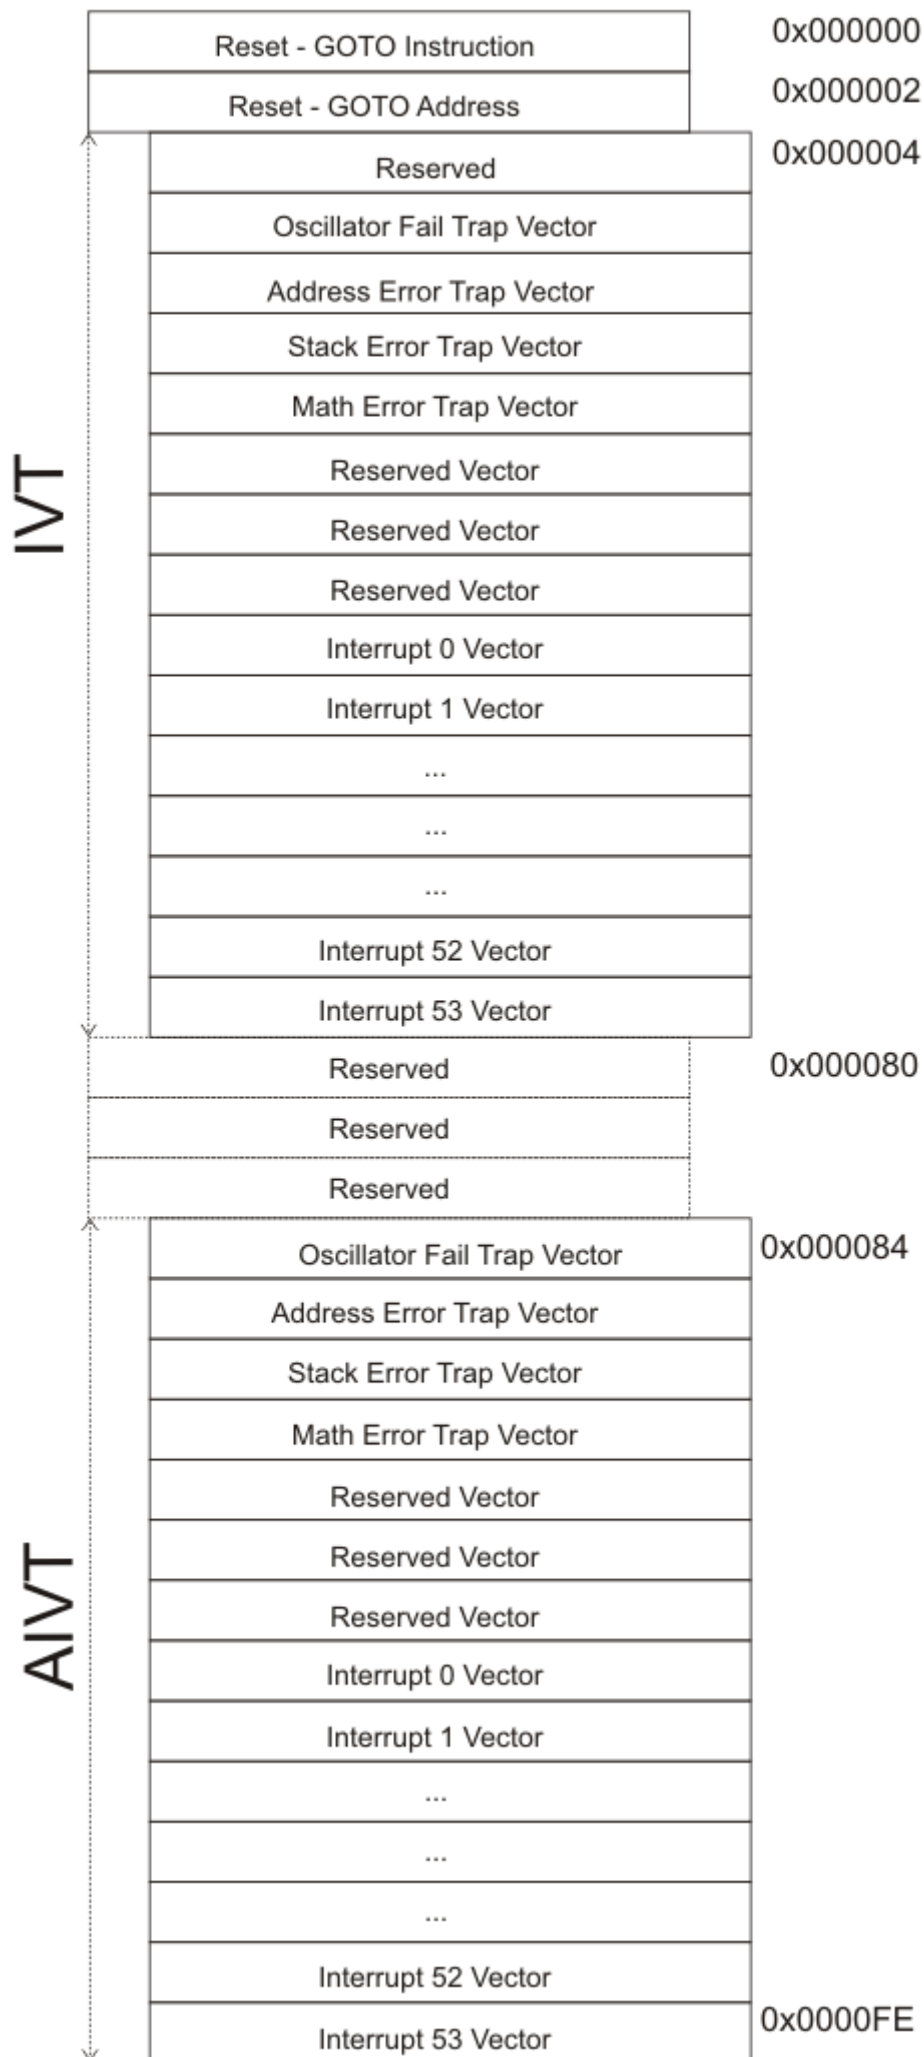 Reset - GOTO Instruction 0x000000
Reset - GOTO Address 0x000002
Reserved 0x000004
Oscillator Fail Trap Vector
Address Error Trap Vector
Stack Error Trap Vector
Math Error Trap Vector
IVT
Reserved Vector
Reserved Vector
Reserved Vector
Interrupt 0 Vector
Interrupt 1 Vector
...
...
...
Interrupt 52 Vector
Interrupt 53 Vector
Reserved 0x000080
Reserved
Reserved
Oscillator Fail Trap Vector 0x000084
Address Error Trap Vector
Stack Error Trap Vector
Math Error Trap Vector
Reserved Vector
Reserved Vector
AIVT
Reserved Vector
Interrupt 0 Vector
Interrupt 1 Vector
...
...
...
Interrupt 52 Vector
Interrupt 53 Vector 0x0000FE